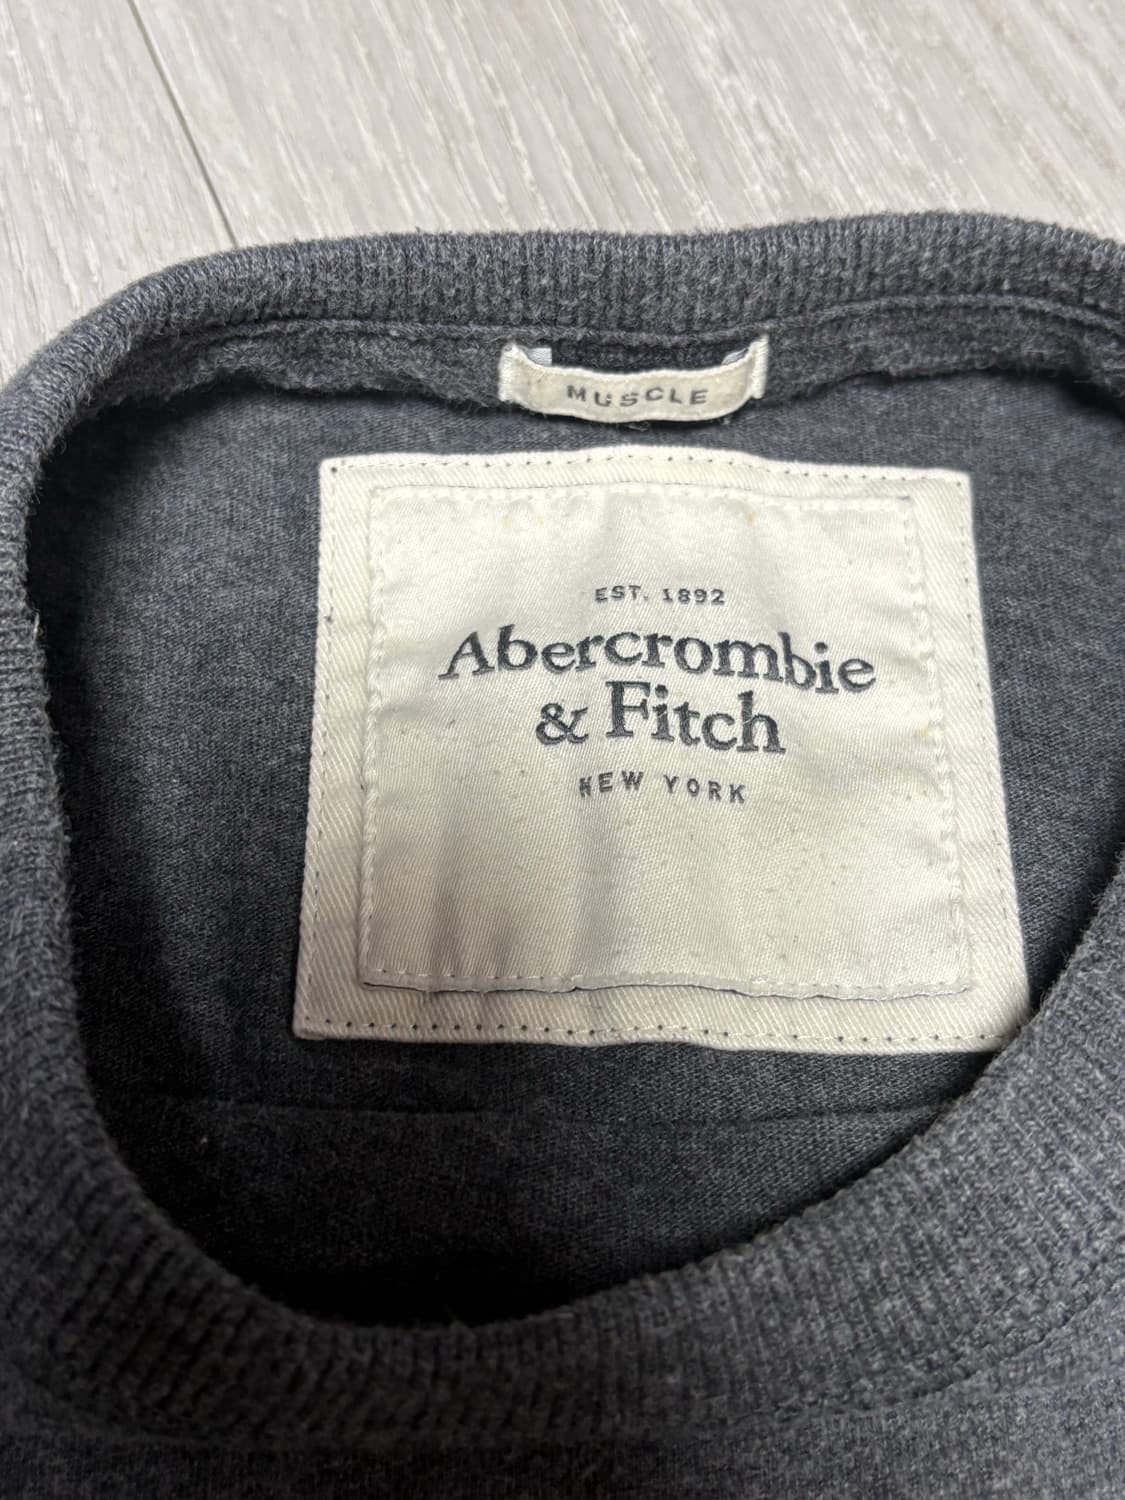 MUSCLE
EST. 1892
Abercrombie
& Fitch
NEW YORK